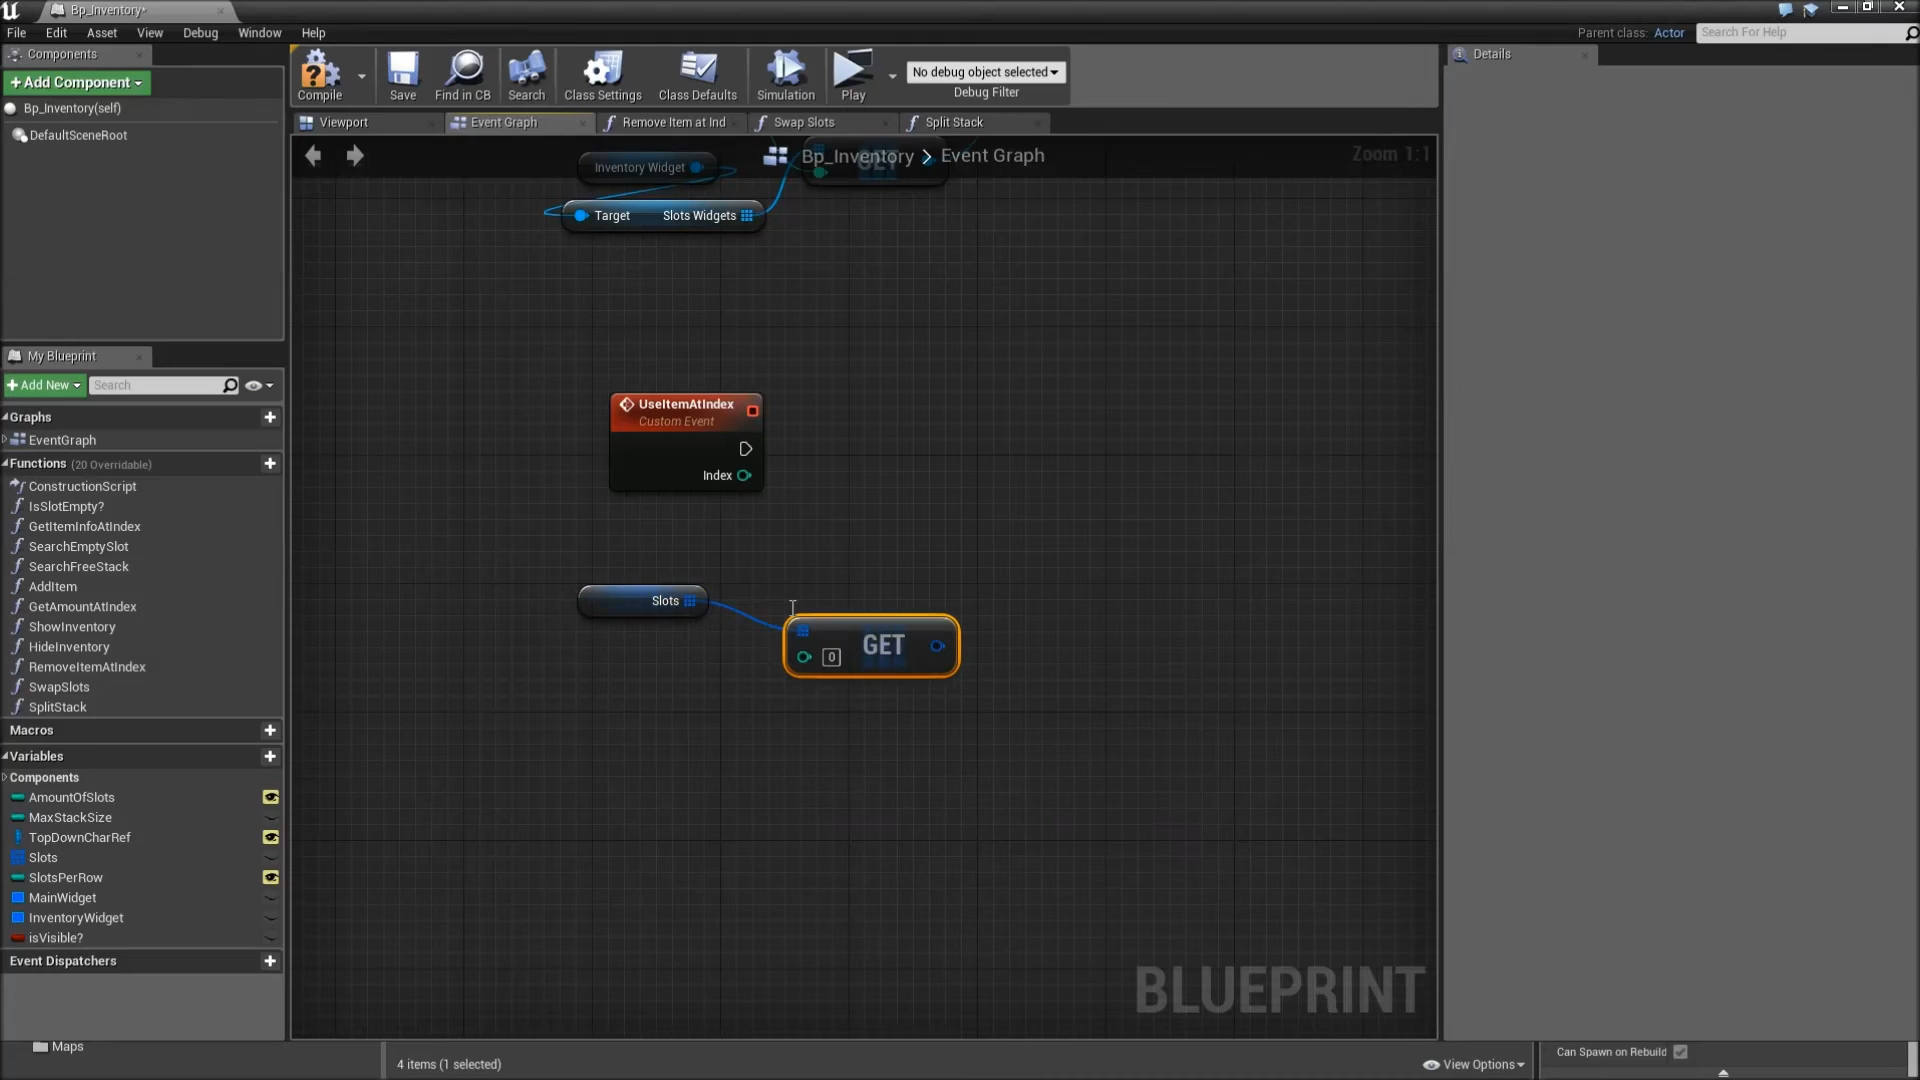 Bp_Inventory*
File Edit Asset View Debug Window Help
Parent class: Actor Search For Help
Components
Details
+Add Component
Compile Save Find in CB Search Class Settings Class Defaults Simulation Play
No debug object selected
Debug Filter
Bp_Inventory(self)
DefaultSceneRoot
Viewport Event Graph Remove Item at Ind Swap Slots Split Stack
Bp_Inventory > Event Graph
Zoom 1:1
Inventory Widget
GET
Target Slots Widgets
My Blueprint
+Add New Search
Graphs
EventGraph
Functions (20 Overridable)
ConstructionScript
IsSlotEmpty?
GetItemInfoAtIndex
SearchEmptySlot
SearchFreeStack
AddItem
GetAmountAtIndex
ShowInventory
HideInventory
RemoveItemAtIndex
SwapSlots
SplitStack
Macros
Variables
Components
AmountOfSlots
MaxStackSize
TopDownCharRef
Slots
SlotsPerRow
MainWidget
InventoryWidget
isVisible?
Event Dispatchers
UseItemAtIndex
Custom Event
Index
Slots
GET
0
BLUEPRINT
Maps
4 items (1 selected)
View Options
Can Spawn on Rebuild